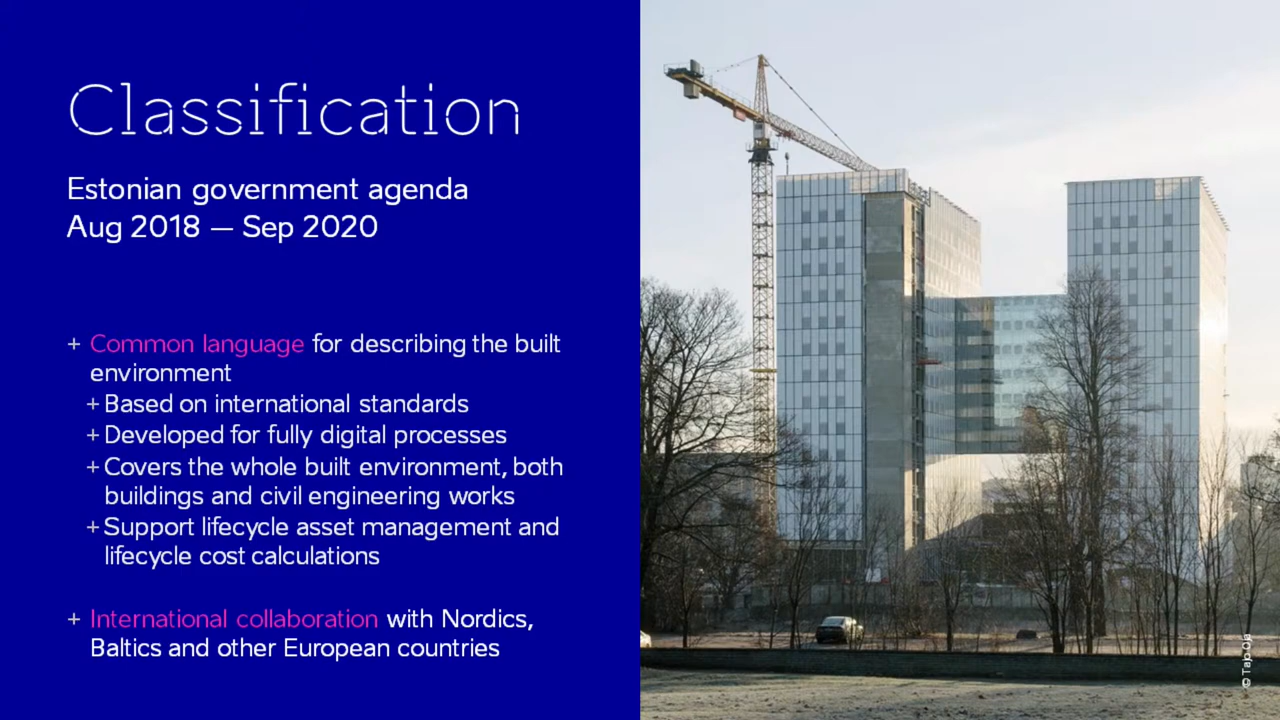 Classification
Estonian government agenda
Aug 2018 — Sep 2020
+ Common language for describing the built
environment
+ Based on international standards
+ Developed for fully digital processes
+ Covers the whole built environment, both
buildings and civil engineering works
+ Support lifecycle asset management and
lifecycle cost calculations
+ International collaboration with Nordics,
Baltics and other European countries
© Tajo Oja